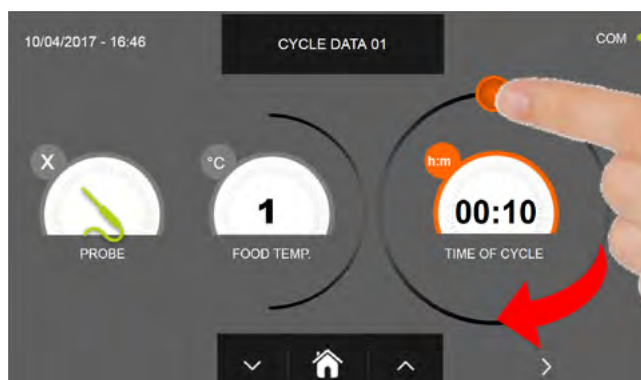 10/04/2017 - 16:46
CYCLE DATA 01
COM
X
°C
h:m
1
00:10
PROBE
FOOD TEMP.
TIME OF CYCLE